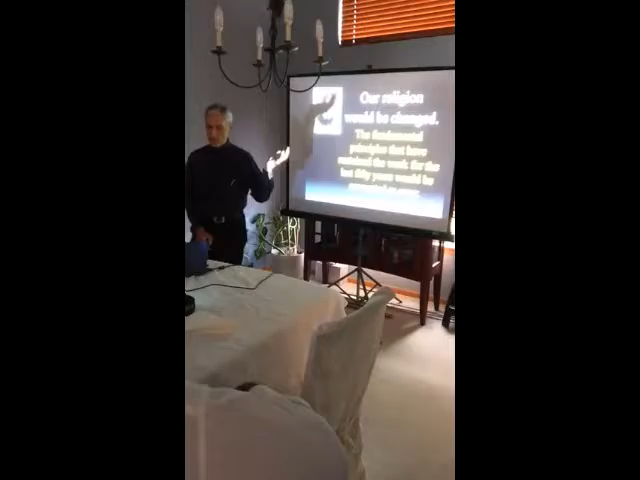 Our religion
would be changed.
The fundamental
principles that have
sustained the work for the
last fifty years would be